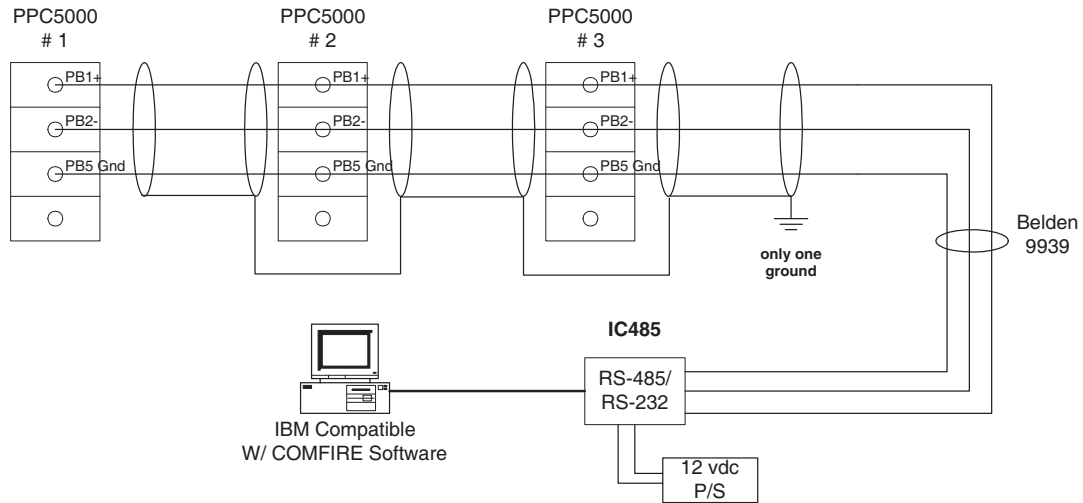 PPC5000
# 1
PPC5000
# 2
PPC5000
# 3
PB1+
PB1+
PB1+
PB2-
PB2-
PB2-
PB5 Gnd
PB5 Gnd
PB5 Gnd
only one
ground
Belden
9939
IC485
RS-485/
RS-232
IBM Compatible
W/ COMFIRE Software
12 vdc
P/S